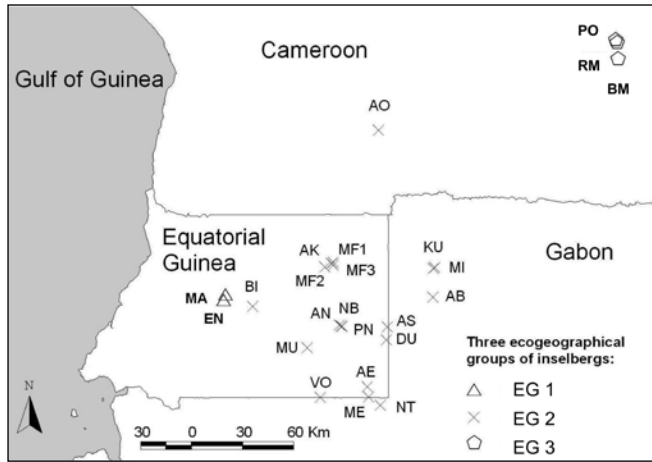 PO
Cameroon
Gulf of Guinea
RM
BM
AO
Equatorial
Guinea
Gabon
AK
MF1
MF3
MF2
KU
MI
BI
MA
EN
AB
AN
NB
PN
AS
DU
MU
AE
VO
ME
NT
Three ecogeographical
groups of inselbergs:
EG 1
EG 2
EG 3
N
30 0 30 60 Km